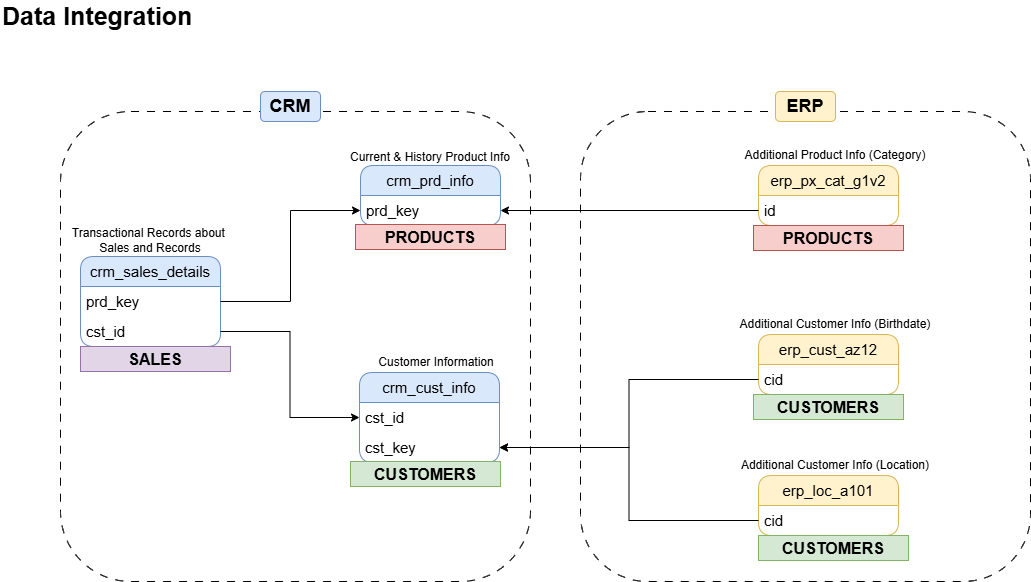 Data Integration
CRM
ERP
Current & History Product Info
crm_prd_info
prd_key
PRODUCTS
Additional Product Info (Category)
erp_px_cat_g1v2
id
PRODUCTS
Transactional Records about
Sales and Records
crm_sales_details
prd_key
cst_id
SALES
Customer Information
crm_cust_info
cst_id
cst_key
CUSTOMERS
Additional Customer Info (Birthdate)
erp_cust_az12
cid
CUSTOMERS
Additional Customer Info (Location)
erp_loc_a101
cid
CUSTOMERS